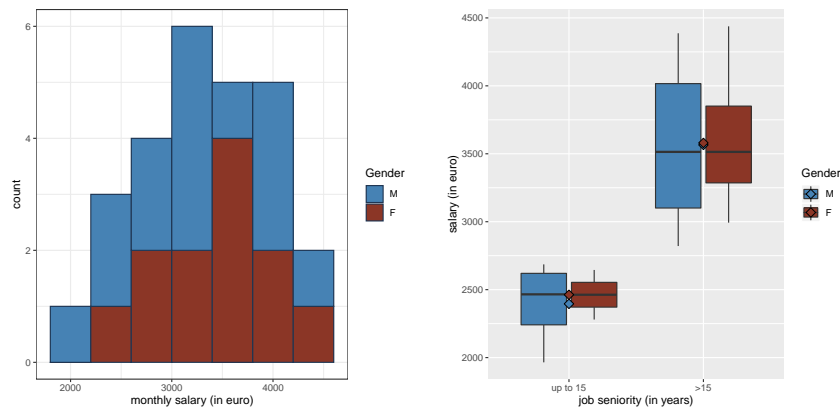 6
4
2
0
count
2000 3000 4000
monthly salary (in euro)
Gender
M
F
4500
4000
3500
3000
2500
2000
salary (in euro)
up to 15 >15
job seniority (in years)
Gender
M
F